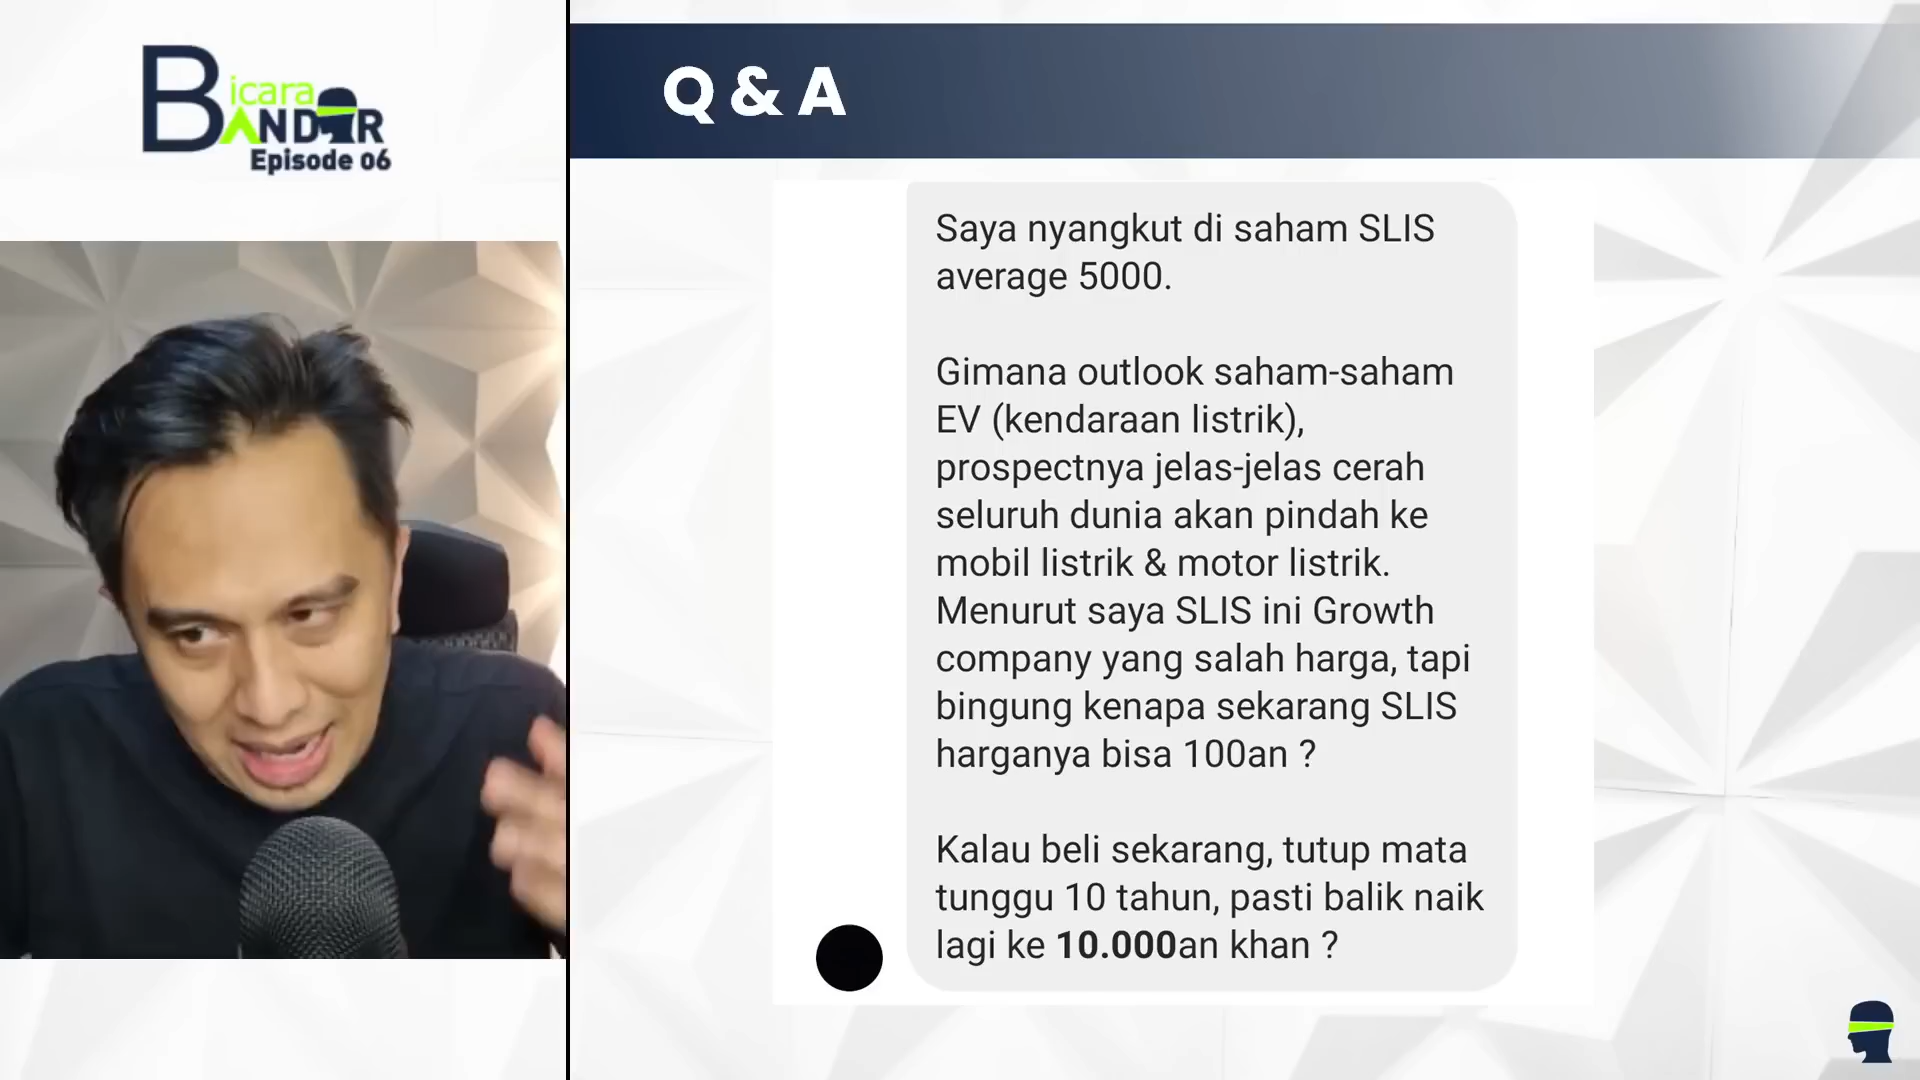 Bicara
BANDAR
Episode 06
Q & A
Saya nyangkut di saham SLIS
average 5000.
Gimana outlook saham-saham
EV (kendaraan listrik),
prospectnya jelas-jelas cerah
seluruh dunia akan pindah ke
mobil listrik & motor listrik.
Menurut saya SLIS ini Growth
company yang salah harga, tapi
bingung kenapa sekarang SLIS
harganya bisa 100an ?
Kalau beli sekarang, tutup mata
tunggu 10 tahun, pasti balik naik
lagi ke 10.000an khan ?